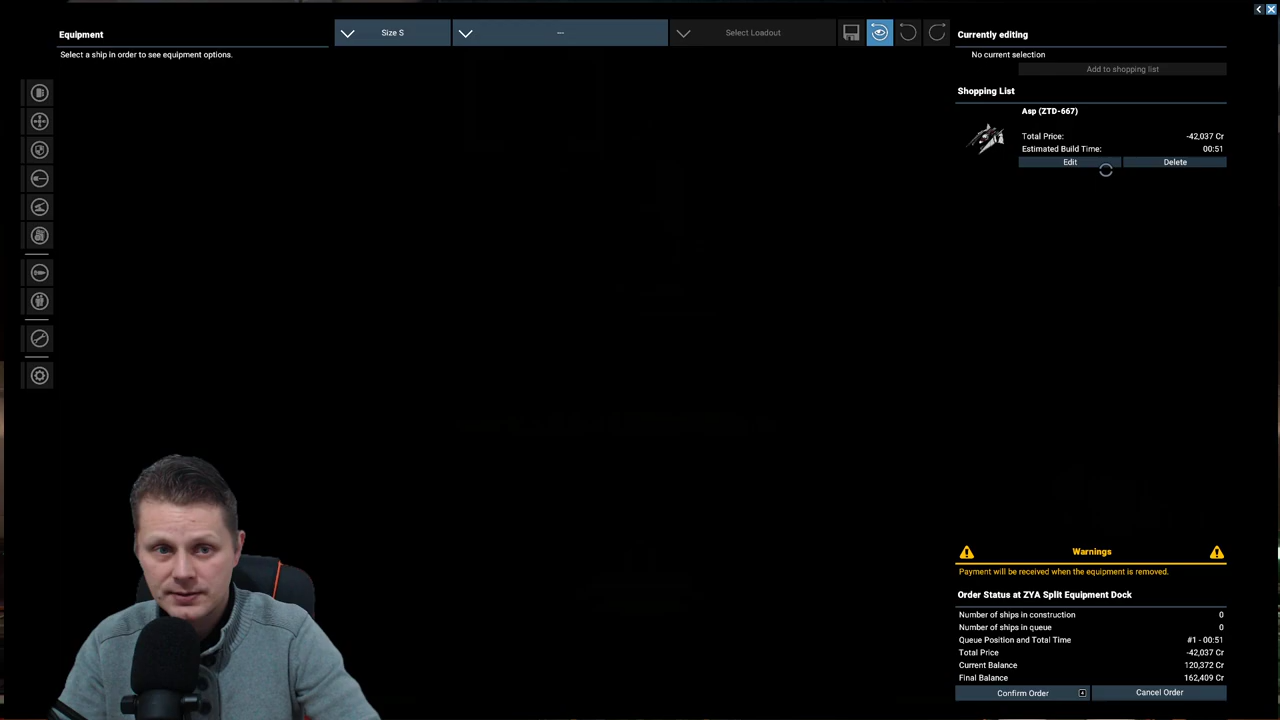 Equipment
Select a ship in order to see equipment options.
Size S
---
Select Loadout
Currently editing
No current selection
Add to shopping list
Shopping List
Asp (ZTD-667)
Total Price: -42,037 Cr
Estimated Build Time: 00:51
Edit Delete
Warnings
Payment will be received when the equipment is removed.
Order Status at ZYA Split Equipment Dock
Number of ships in construction 0
Number of ships in queue 0
Queue Position and Total Time #1 - 00:51
Total Price -42,037 Cr
Current Balance 120,372 Cr
Final Balance 162,409 Cr
Confirm Order Cancel Order